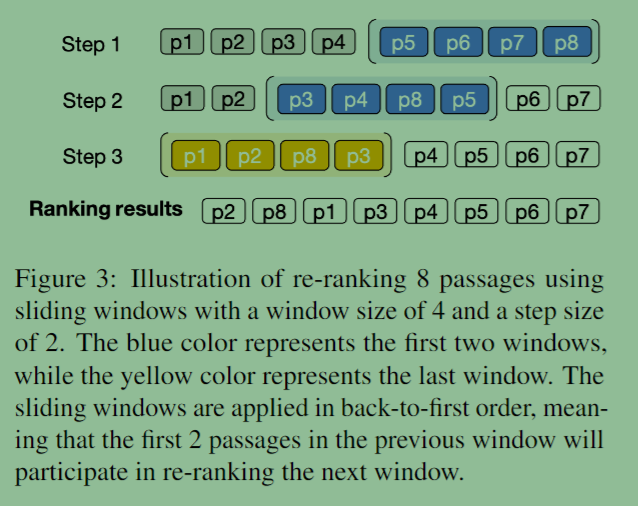 Step 1 p1 p2 p3 p4 p5 p6 p7 p8
Step 2 p1 p2 p3 p4 p8 p5 p6 p7
Step 3 p1 p2 p8 p3 p4 p5 p6 p7
Ranking results p2 p8 p1 p3 p4 p5 p6 p7
Figure 3: Illustration of re-ranking 8 passages using
sliding windows with a window size of 4 and a step size
of 2. The blue color represents the first two windows,
while the yellow color represents the last window. The
sliding windows are applied in back-to-first order, mean-
ing that the first 2 passages in the previous window will
participate in re-ranking the next window.